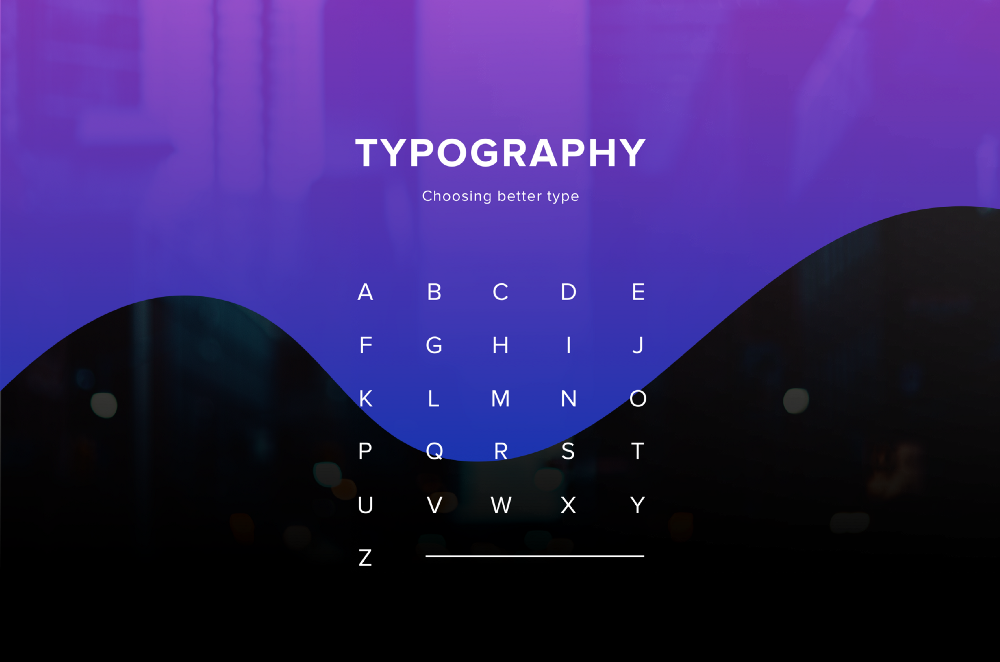 TYPOGRAPHY
Choosing better type
A B C D E
F G H I J
K L M N O
P Q R S T
U V W X Y
Z